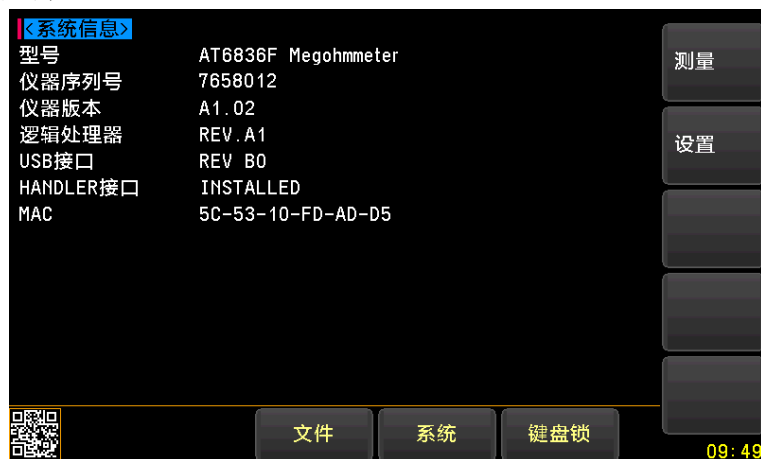 <系统信息>
型号 AT6836F Megohmmeter
仪器序列号 7658012
仪器版本 A1.02
逻辑处理器 REV.A1
USB接口 REV B0
HANDLER接口 INSTALLED
MAC 5C-53-10-FD-AD-D5
测量
设置
文件 系统 键盘锁
09:49